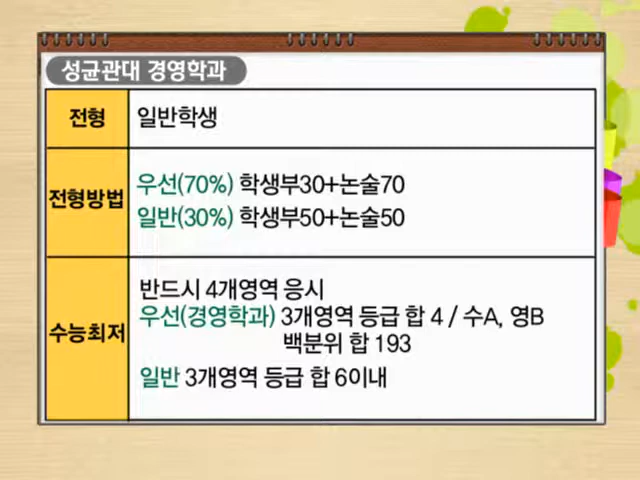 성균관대 경영학과
전형
일반학생
전형방법
우선(70%) 학생부30+논술70
일반(30%) 학생부50+논술50
수능최저
반드시 4개영역 응시
우선(경영학과) 3개영역 등급 합 4 / 수A, 영B
백분위 합 193
일반 3개영역 등급 합 6이내